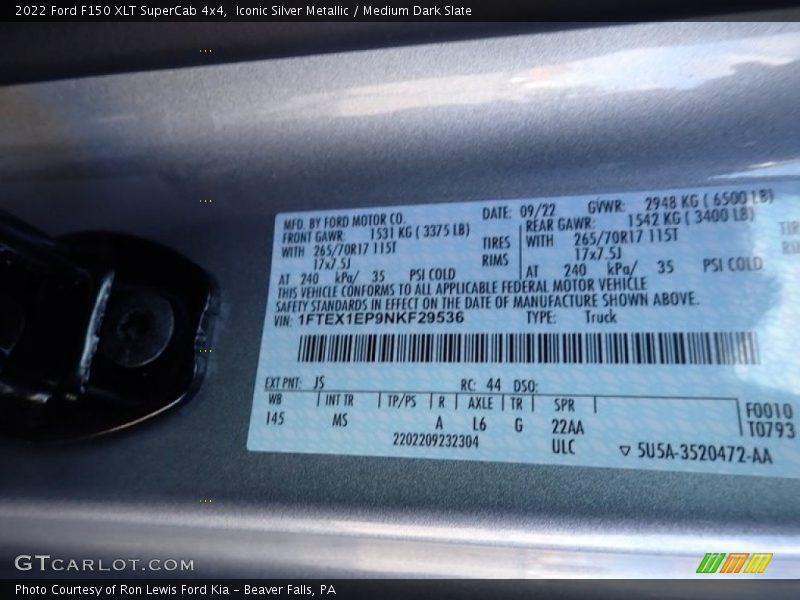 2022 Ford F150 XLT SuperCab 4x4,  Iconic Silver Metallic / Medium Dark Slate
MFD. BY FORD MOTOR CO.
DATE: 09/22 GVWR: 2948 KG ( 6500 LB)
FRONT GAWR: 1531 KG ( 3375 LB)
REAR GAWR: 1542 KG ( 3400 LB)
WITH 265/70R17 115T TIRES
WITH 265/70R17 115T
17x7.5J RIMS
17x7.5J
AT 240 kPa/ 35 PSI COLD
AT 240 kPa/ 35 PSI COLD
THIS VEHICLE CONFORMS TO ALL APPLICABLE FEDERAL MOTOR VEHICLE
SAFETY STANDARDS IN EFFECT ON THE DATE OF MANUFACTURE SHOWN ABOVE.
VIN: 1FTEX1EP9NKF29536 TYPE: Truck
EXT PNT: JS RC: 44 DSO:
WB INT TR TP/PS R AXLE TR SPR
145 MS A L6 G 22AA
F0010
T0793
2202209232304 ULC
▽ 5U5A-3520472-AA
GTCARLOT.COM
Photo Courtesy of Ron Lewis Ford Kia - Beaver Falls, PA